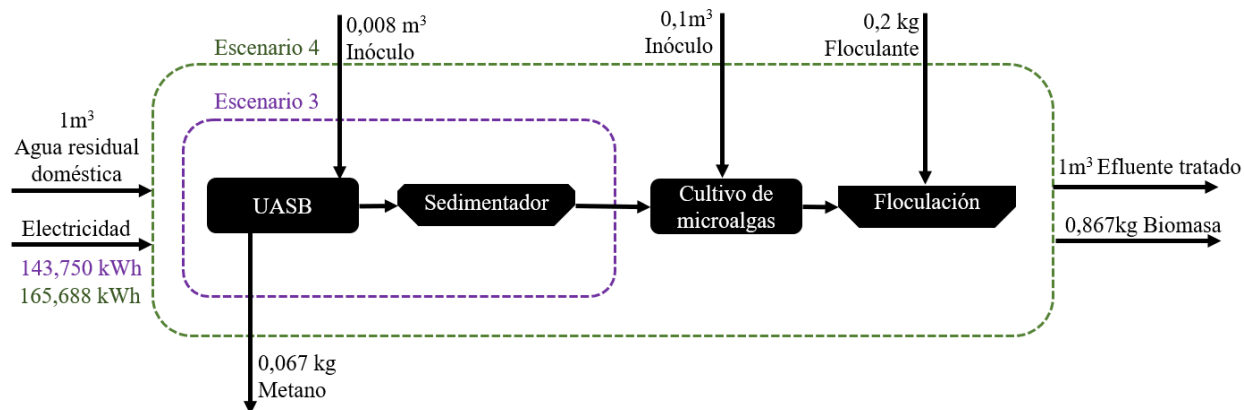 Escenario 4
0,008 m³
Inóculo
0,1m³
Inóculo
0,2 kg
Floculante
Escenario 3
1m³
Agua residual
doméstica
Electricidad
143,750 kWh
165,688 kWh
UASB
Sedimentador
Cultivo de
microalgas
Floculación
1m³ Efluente tratado
0,867kg Biomasa
0,067 kg
Metano